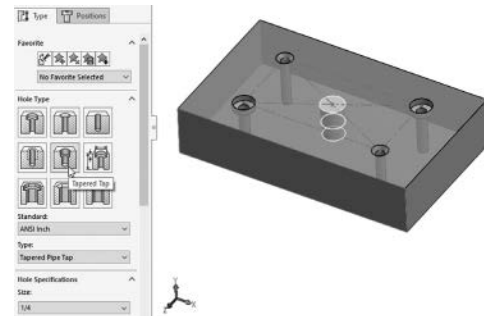 Type Positions
Favorite
No Favorite Selected
Hole Type
Tapered Tap
Standard:
ANSI Inch
Type:
Tapered Pipe Tap
Hole Specifications
Size:
1/4
Y
X
Z